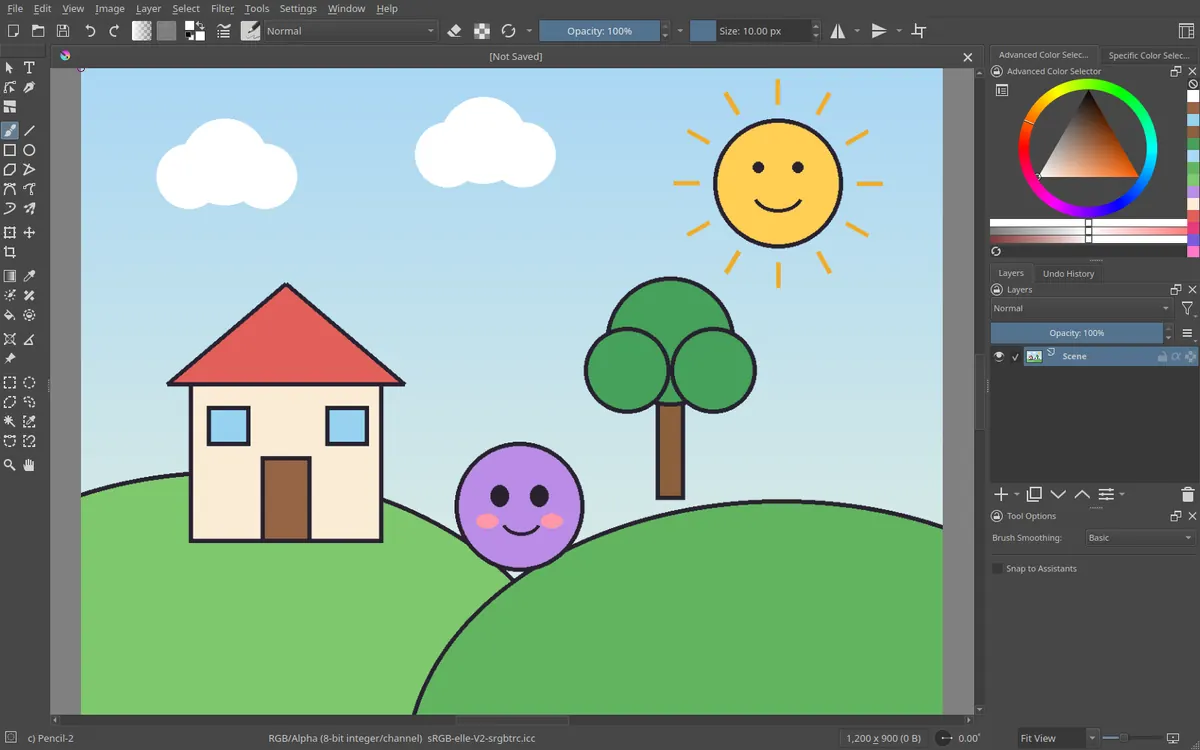 File Edit View Image Layer Select Filter Tools Settings Window Help
Normal
Opacity: 100%
Size: 10.00 px
[Not Saved]
Advanced Color Selec...
Specific Color Selec...
Advanced Color Selector
Layers
Undo History
Layers
Normal
Opacity: 100%
Scene
Tool Options
Brush Smoothing:
Basic
Snap to Assistants
c) Pencil-2
RGB/Alpha (8-bit integer/channel) sRGB-elle-V2-srgbtrc.icc
1,200 x 900 (0 B)
0.00°
Fit View